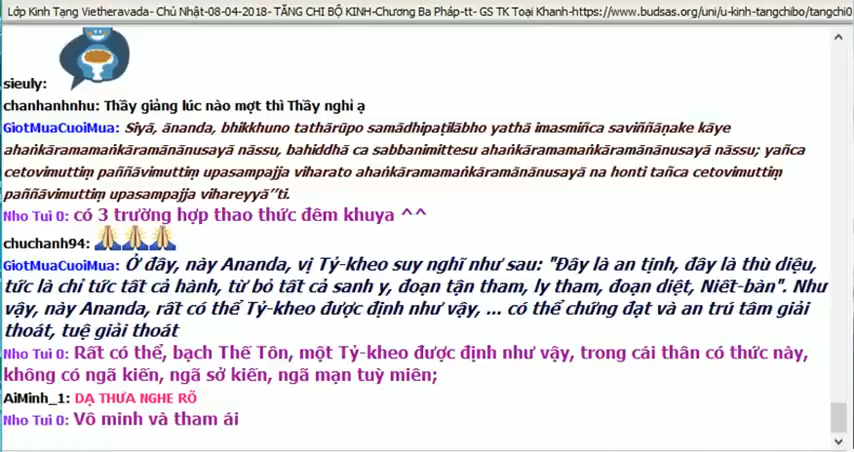 Lớp Kinh Tạng Vietheravada- Chủ Nhật-08-04-2018- TĂNG CHI BỘ KINH-Chương Ba Pháp-tt- GS TK Toại Khanh-https://www.budsas.org/uni/u-kinh-tangchibo/tangchi0
sieuly:
chanhanhnhu: Thầy giảng lúc nào mợt thì Thầy nghỉ ạ
GiotMuaCuoiMua: Siyā, ānanda, bhikkhuno tathārūpo samādhipaṭilābho yathā imasmiñca saviññāṇake kāye
ahaṅkāramamaṅkāramānānusayā nāssu, bahiddhā ca sabbanimittesu ahaṅkāramamaṅkāramānānusayā nāssu; yañca
cetovimuttiṃ paññāvimuttiṃ upasampajja viharato ahaṅkāramamaṅkāramānānusayā na honti tañca cetovimuttiṃ
paññāvimuttiṃ upasampajja vihareyyā’’ti.
Nho Tui 0: có 3 trường hợp thao thức đêm khuya ^^
chuchanh94:
GiotMuaCuoiMua: Ở đây, này Ananda, vị Tỷ-kheo suy nghĩ như sau: "Đây là an tịnh, đây là thù diệu,
tức là chỉ tức tất cả hành, từ bỏ tất cả sanh y, đoạn tận tham, ly tham, đoạn diệt, Niết-bàn". Như
vậy, này Ananda, rất có thể Tỷ-kheo được định như vậy, ... có thể chứng đạt và an trú tâm giải
thoát, tuệ giải thoát
Nho Tui 0: Rất có thể, bạch Thế Tôn, một Tỷ-kheo được định như vậy, trong cái thân có thức này,
không có ngã kiến, ngã sở kiến, ngã mạn tuỳ miên;
AiMinh_1: DẠ THƯA NGHE RÕ
Nho Tui 0: Vô minh và tham ái